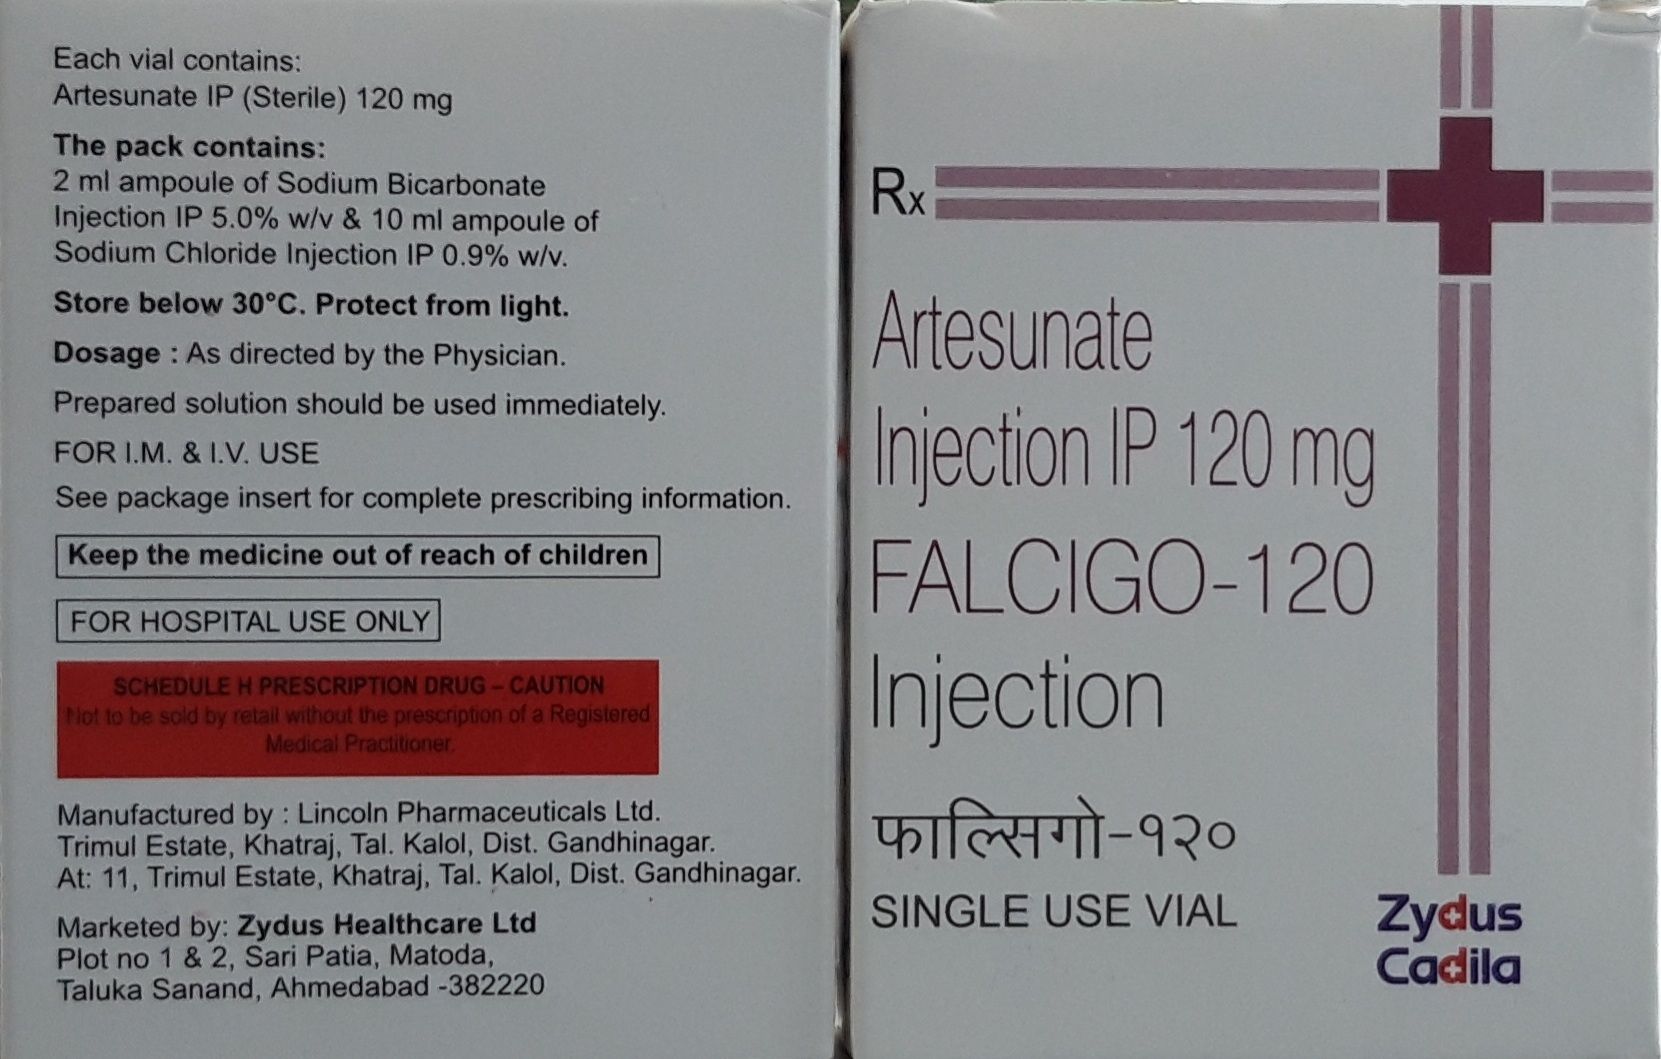 Each vial contains:
Artesunate IP (Sterile) 120 mg
The pack contains:
2 ml ampoule of Sodium Bicarbonate
Injection IP 5.0% w/v & 10 ml ampoule of
Sodium Chloride Injection IP 0.9% w/v.
Store below 30°C. Protect from light.
Dosage : As directed by the Physician.
Prepared solution should be used immediately.
FOR I.M. & I.V. USE
See package insert for complete prescribing information.
Keep the medicine out of reach of children
FOR HOSPITAL USE ONLY
SCHEDULE H PRESCRIPTION DRUG – CAUTION
Not to be sold by retail without the prescription of a Registered
Medical Practitioner.
Manufactured by : Lincoln Pharmaceuticals Ltd.
Trimul Estate, Khatraj, Tal. Kalol, Dist. Gandhinagar.
At: 11, Trimul Estate, Khatraj, Tal. Kalol, Dist. Gandhinagar.
Marketed by: Zydus Healthcare Ltd
Plot no 1 & 2, Sari Patia, Matoda,
Taluka Sanand, Ahmedabad -382220
Rx
Artesunate
Injection IP 120 mg
FALCIGO-120
Injection
फाल्सिगो-१२०
SINGLE USE VIAL
Zydus
Cadila